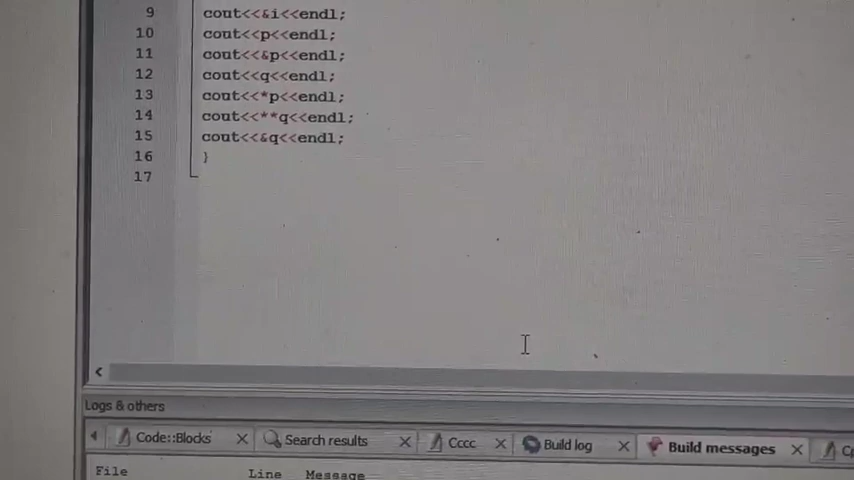 9 cout<<&i<<endl;
10 cout<<p<<endl;
11 cout<<&p<<endl;
12 cout<<q<<endl;
13 cout<<*p<<endl;
14 cout<<**q<<endl;
15 cout<<&q<<endl;
16 }
17
Logs & others
Code::Blocks Search results Cccc Build log Build messages
File Line Message